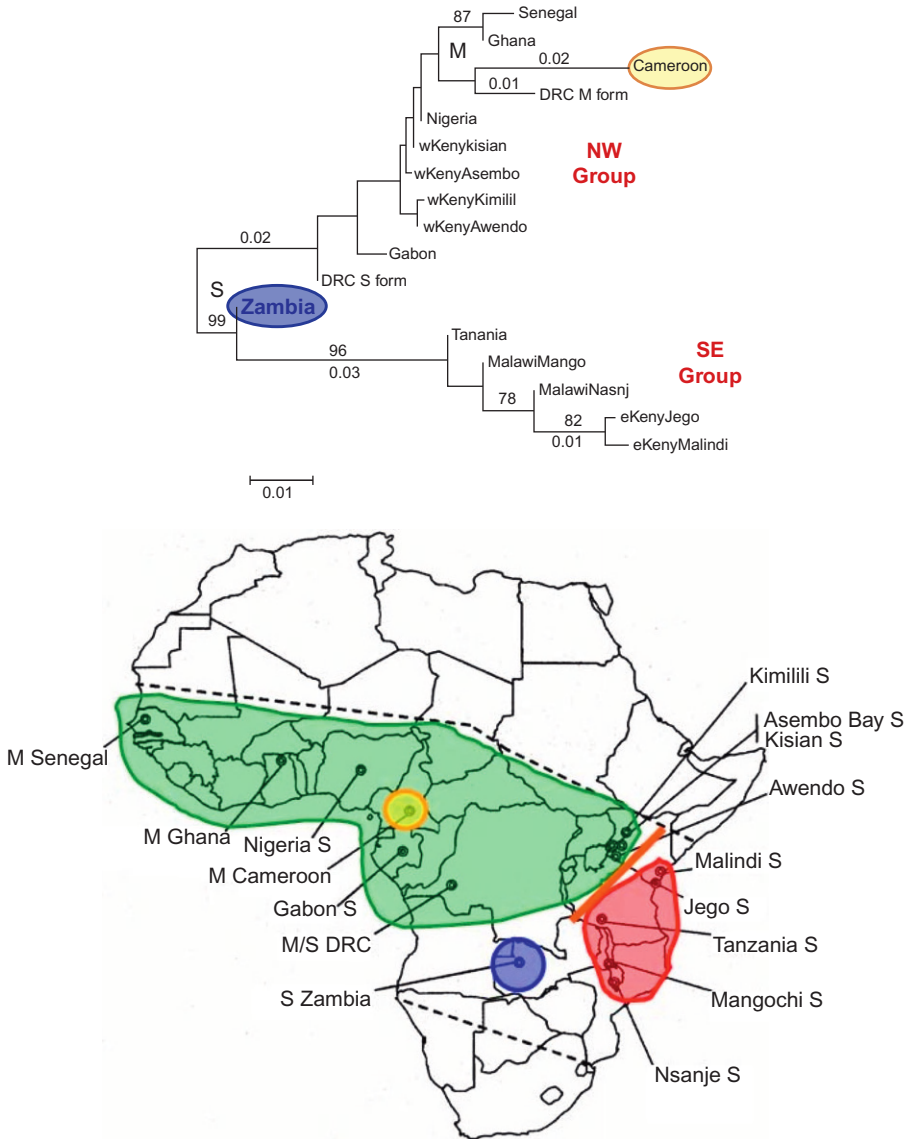 87
Senegal
Ghana
M
0.02
Cameroon
0.01
DRC M form
Nigeria
wKenykisian
NW
Group
wKenyAsembo
wKenyKimilil
wKenyAwendo
0.02
Gabon
DRC S form
S
Zambia
99
Tanania
96
0.03
SE
Group
MalawiMango
MalawiNasnj
78
82
0.01
eKenyJego
eKenyMalindi
0.01
Kimilili S
Asembo Bay S
Kisian S
M Senegal
Awendo S
M Ghana
Nigeria S
M Cameroon
Malindi S
Gabon S
Jego S
M/S DRC
Tanzania S
S Zambia
Mangochi S
Nsanje S